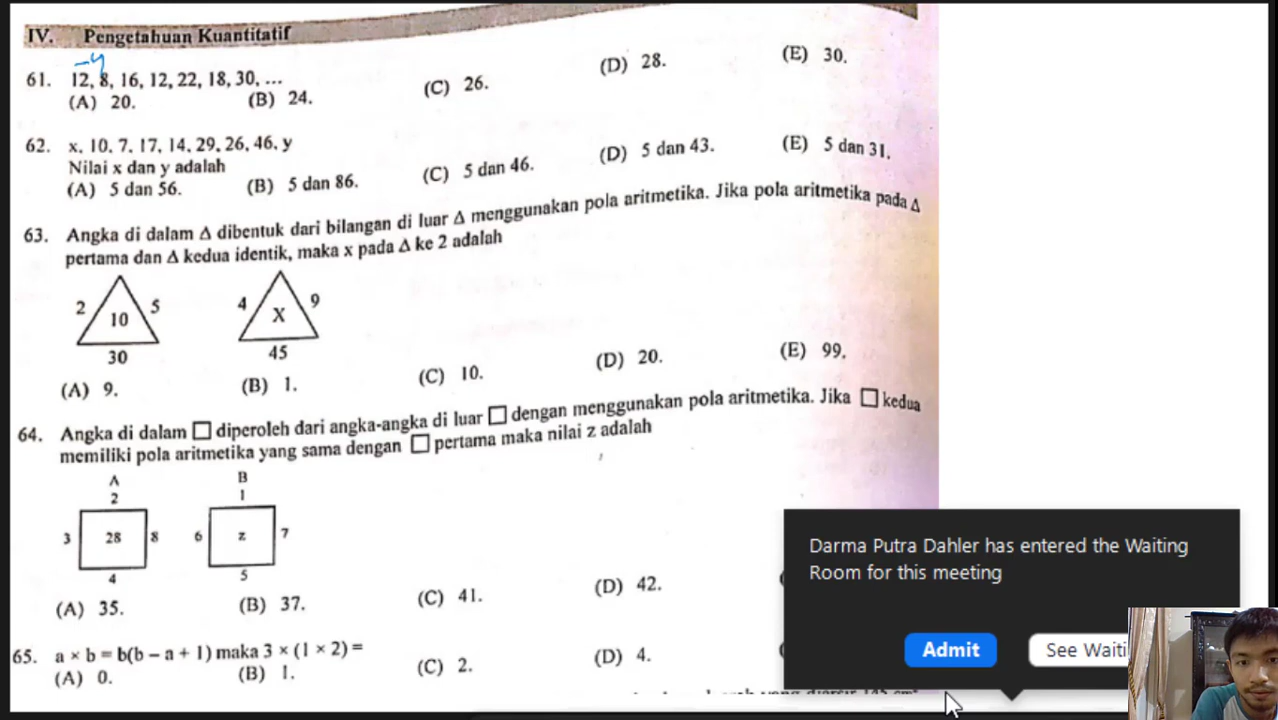 IV. Pengetahuan Kuantitatif
-4
61. 12, 8, 16, 12, 22, 18, 30, ...
(A) 20. (B) 24. (C) 26. (D) 28. (E) 30.
62. x, 10, 7, 17, 14, 29, 26, 46, y
Nilai x dan y adalah
(A) 5 dan 56. (B) 5 dan 86. (C) 5 dan 46. (D) 5 dan 43. (E) 5 dan 31.
63. Angka di dalam Δ dibentuk dari bilangan di luar Δ menggunakan pola aritmetika. Jika pola aritmetika pada Δ
pertama dan Δ kedua identik, maka x pada Δ ke 2 adalah
2 5 4 9
10 X
30 45
(A) 9. (B) 1. (C) 10. (D) 20. (E) 99.
64. Angka di dalam □ diperoleh dari angka-angka di luar □ dengan menggunakan pola aritmetika. Jika □ kedua
memiliki pola aritmetika yang sama dengan □ pertama maka nilai z adalah
A B
2 1
3 28 8 6 z 7
4 5
(A) 35. (B) 37. (C) 41. (D) 42.
65. a × b = b(b − a + 1) maka 3 × (1 × 2) =
(A) 0. (B) 1. (C) 2. (D) 4.
Darma Putra Dahler has entered the Waiting
Room for this meeting
Admit See Waiti